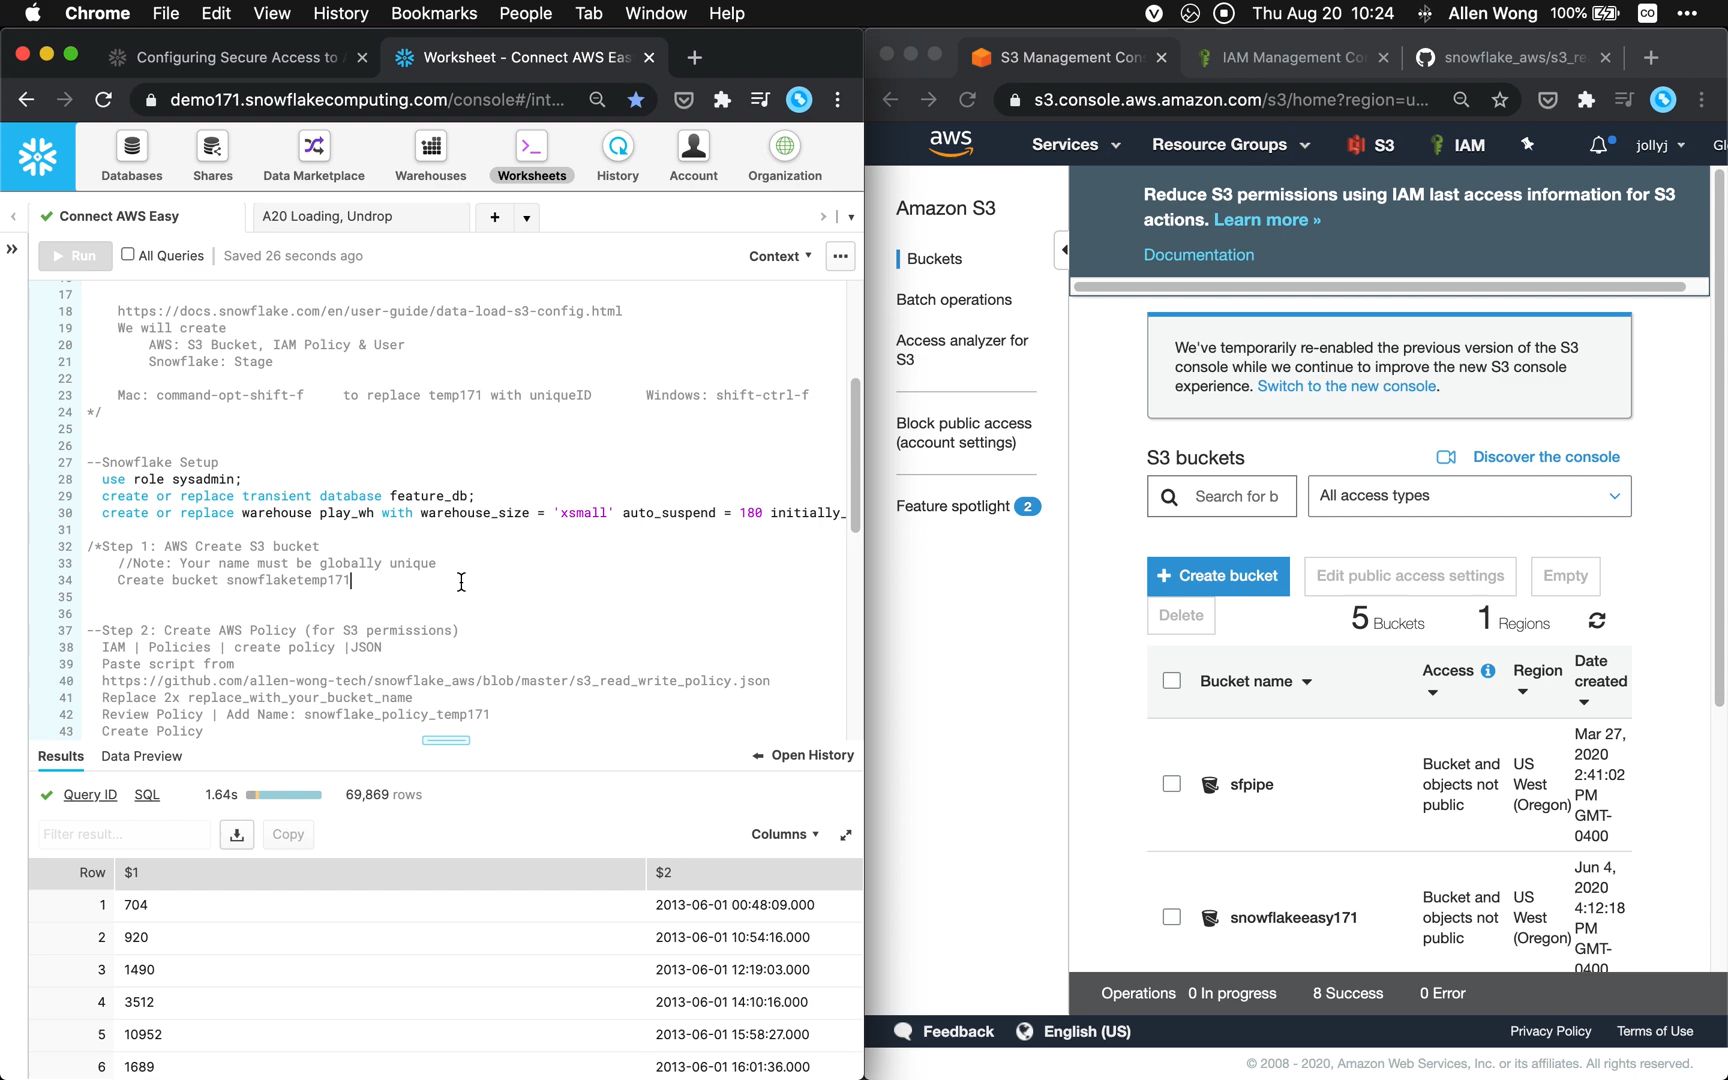 Chrome File Edit View History Bookmarks People Tab Window Help
Thu Aug 20 10:24 Allen Wong 100%
Configuring Secure Access to
Worksheet - Connect AWS Eas
demo171.snowflakecomputing.com/console#/int...
Databases Shares Data Marketplace Warehouses Worksheets History Account Organization
Connect AWS Easy
A20 Loading, Undrop
Run
All Queries
Saved 26 seconds ago
Context
17
18 https://docs.snowflake.com/en/user-guide/data-load-s3-config.html
19 We will create
20 AWS: S3 Bucket, IAM Policy & User
21 Snowflake: Stage
22
23 Mac: command-opt-shift-f to replace temp171 with uniqueID Windows: shift-ctrl-f
24 */
25
26
27 --Snowflake Setup
28 use role sysadmin;
29 create or replace transient database feature_db;
30 create or replace warehouse play_wh with warehouse_size = 'xsmall' auto_suspend = 180 initially_
31
32 /*Step 1: AWS Create S3 bucket
33 //Note: Your name must be globally unique
34 Create bucket snowflaketemp171
35
36
37 --Step 2: Create AWS Policy (for S3 permissions)
38 IAM | Policies | create policy |JSON
39 Paste script from
40 https://github.com/allen-wong-tech/snowflake_aws/blob/master/s3_read_write_policy.json
41 Replace 2x replace_with_your_bucket_name
42 Review Policy | Add Name: snowflake_policy_temp171
43 Create Policy
Results Data Preview
Open History
Query ID SQL 1.64s 69,869 rows
Filter result...
Copy
Columns
Row $1 $2
1 704 2013-06-01 00:48:09.000
2 920 2013-06-01 10:54:16.000
3 1490 2013-06-01 12:19:03.000
4 3512 2013-06-01 14:10:16.000
5 10952 2013-06-01 15:58:27.000
6 1689 2013-06-01 16:01:36.000
S3 Management Con
IAM Management Co
snowflake_aws/s3_re
s3.console.aws.amazon.com/s3/home?region=u...
aws Services Resource Groups S3 IAM jollyj Gl
Amazon S3
Buckets
Batch operations
Access analyzer for
S3
Block public access
(account settings)
Feature spotlight 2
Reduce S3 permissions using IAM last access information for S3
actions. Learn more »
Documentation
We've temporarily re-enabled the previous version of the S3
console while we continue to improve the new S3 console
experience. Switch to the new console.
S3 buckets
Discover the console
Search for b
All access types
+ Create bucket
Edit public access settings
Empty
Delete
5 Buckets
1 Regions
Bucket name
Access
Region
Date
created
sfpipe
Bucket and
objects not
public
US
West
(Oregon)
Mar 27,
2020
2:41:02
PM
GMT-
0400
snowflakeeasy171
Bucket and
objects not
public
US
West
(Oregon)
Jun 4,
2020
4:12:18
PM
GMT-
0400
Operations 0 In progress 8 Success 0 Error
Feedback English (US)
Privacy Policy Terms of Use
© 2008 - 2020, Amazon Web Services, Inc. or its affiliates. All rights reserved.